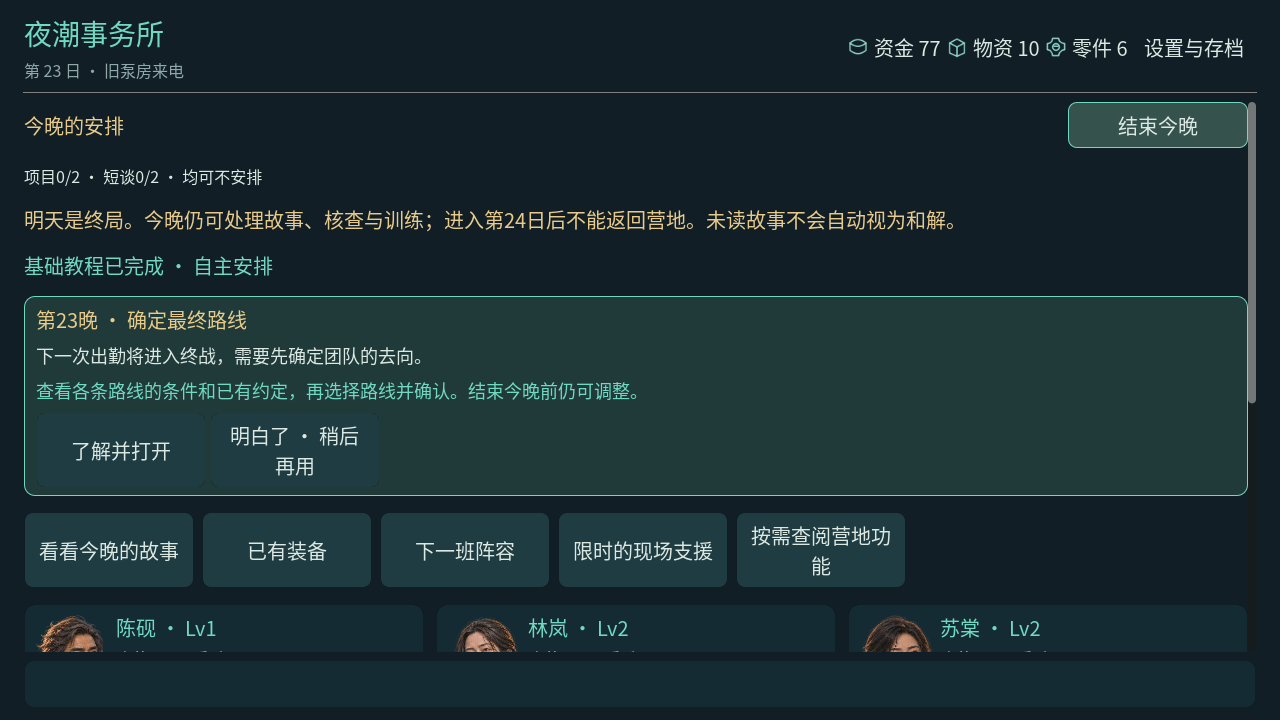 夜潮事务所
第 23 日 · 旧泵房来电
资金 77 物资 10 零件 6 设置与存档
今晚的安排
结束今晚
项目0/2 · 短谈0/2 · 均可不安排
明天是终局。今晚仍可处理故事、核查与训练；进入第24日后不能返回营地。未读故事不会自动视为和解。
基础教程已完成 · 自主安排
第23晚 · 确定最终路线
下一次出勤将进入终战，需要先确定团队的去向。
查看各条路线的条件和已有约定，再选择路线并确认。结束今晚前仍可调整。
了解并打开
明白了 · 稍后
再用
看看今晚的故事
已有装备
下一班阵容
限时的现场支援
按需查阅营地功
能
陈砚 · Lv1
林岚 · Lv2
苏棠 · Lv2